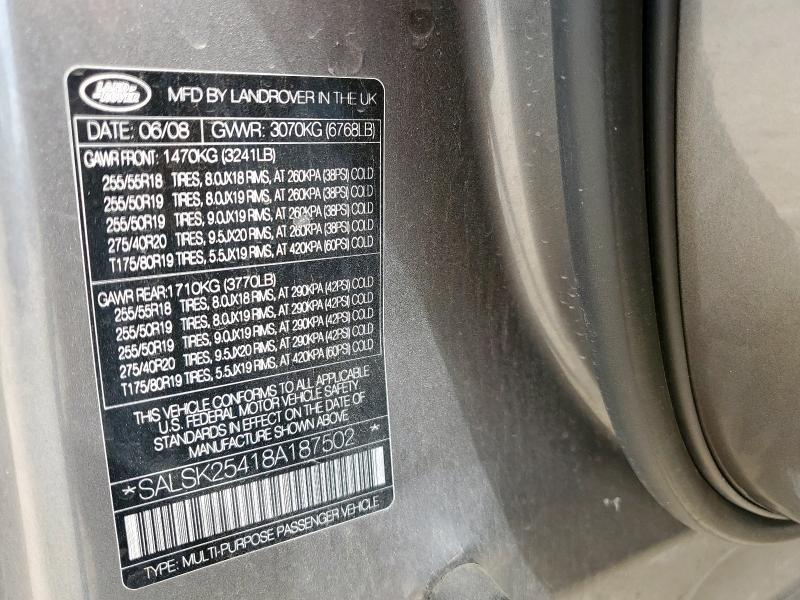 LAND ROVER
MFD BY LANDROVER IN THE UK
DATE: 06/08 GVWR: 3070KG (6768LB)
GAWR FRONT: 1470KG (3241LB)
255/55R18 TIRES, 8.0JX18 RIMS, AT 260KPA (38PSI) COLD
255/50R19 TIRES, 8.0JX19 RIMS, AT 260KPA (38PSI) COLD
255/50R19 TIRES, 9.0JX19 RIMS, AT 260KPA (38PSI) COLD
275/40R20 TIRES, 9.5JX20 RIMS, AT 260KPA (38PSI) COLD
T175/80R19 TIRES, 5.5JX19 RIMS, AT 420KPA (60PSI) COLD
GAWR REAR: 1710KG (3770LB)
255/55R18 TIRES, 8.0JX18 RIMS, AT 290KPA (42PSI) COLD
255/50R19 TIRES, 8.0JX19 RIMS, AT 290KPA (42PSI) COLD
255/50R19 TIRES, 9.0JX19 RIMS, AT 290KPA (42PSI) COLD
275/40R20 TIRES, 9.5JX20 RIMS, AT 290KPA (42PSI) COLD
T175/80R19 TIRES, 5.5JX19 RIMS, AT 420KPA (60PSI) COLD
THIS VEHICLE CONFORMS TO ALL APPLICABLE
U.S. FEDERAL MOTOR VEHICLE SAFETY
STANDARDS IN EFFECT ON THE DATE OF
MANUFACTURE SHOWN ABOVE
*SALSK25418A187502*
TYPE: MULTI-PURPOSE PASSENGER VEHICLE